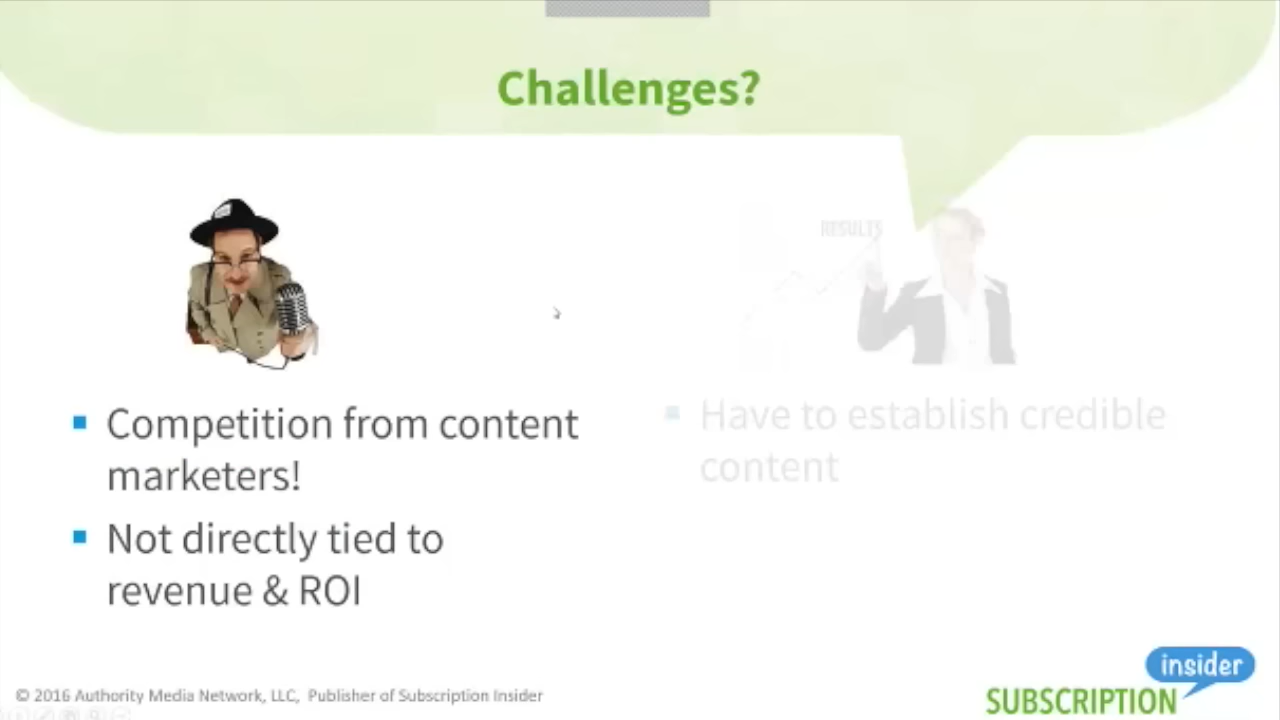 Challenges?
RESULTS
▪ Competition from content
marketers!
▪ Not directly tied to
revenue & ROI
▪ Have to establish credible
content
© 2016 Authority Media Network, LLC, Publisher of Subscription Insider
insider
SUBSCRIPTION